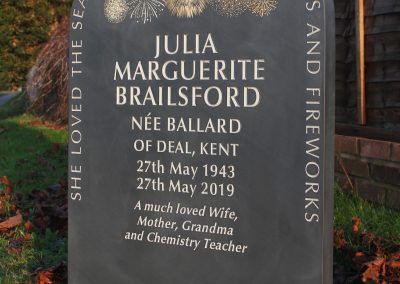 SHE LOVED THE SEA
JULIA
MARGUERITE
BRAILSFORD
NÉE BALLARD
OF DEAL, KENT
27th May 1943
27th May 2019
A much loved Wife,
Mother, Grandma
and Chemistry Teacher
AND FIREWORKS